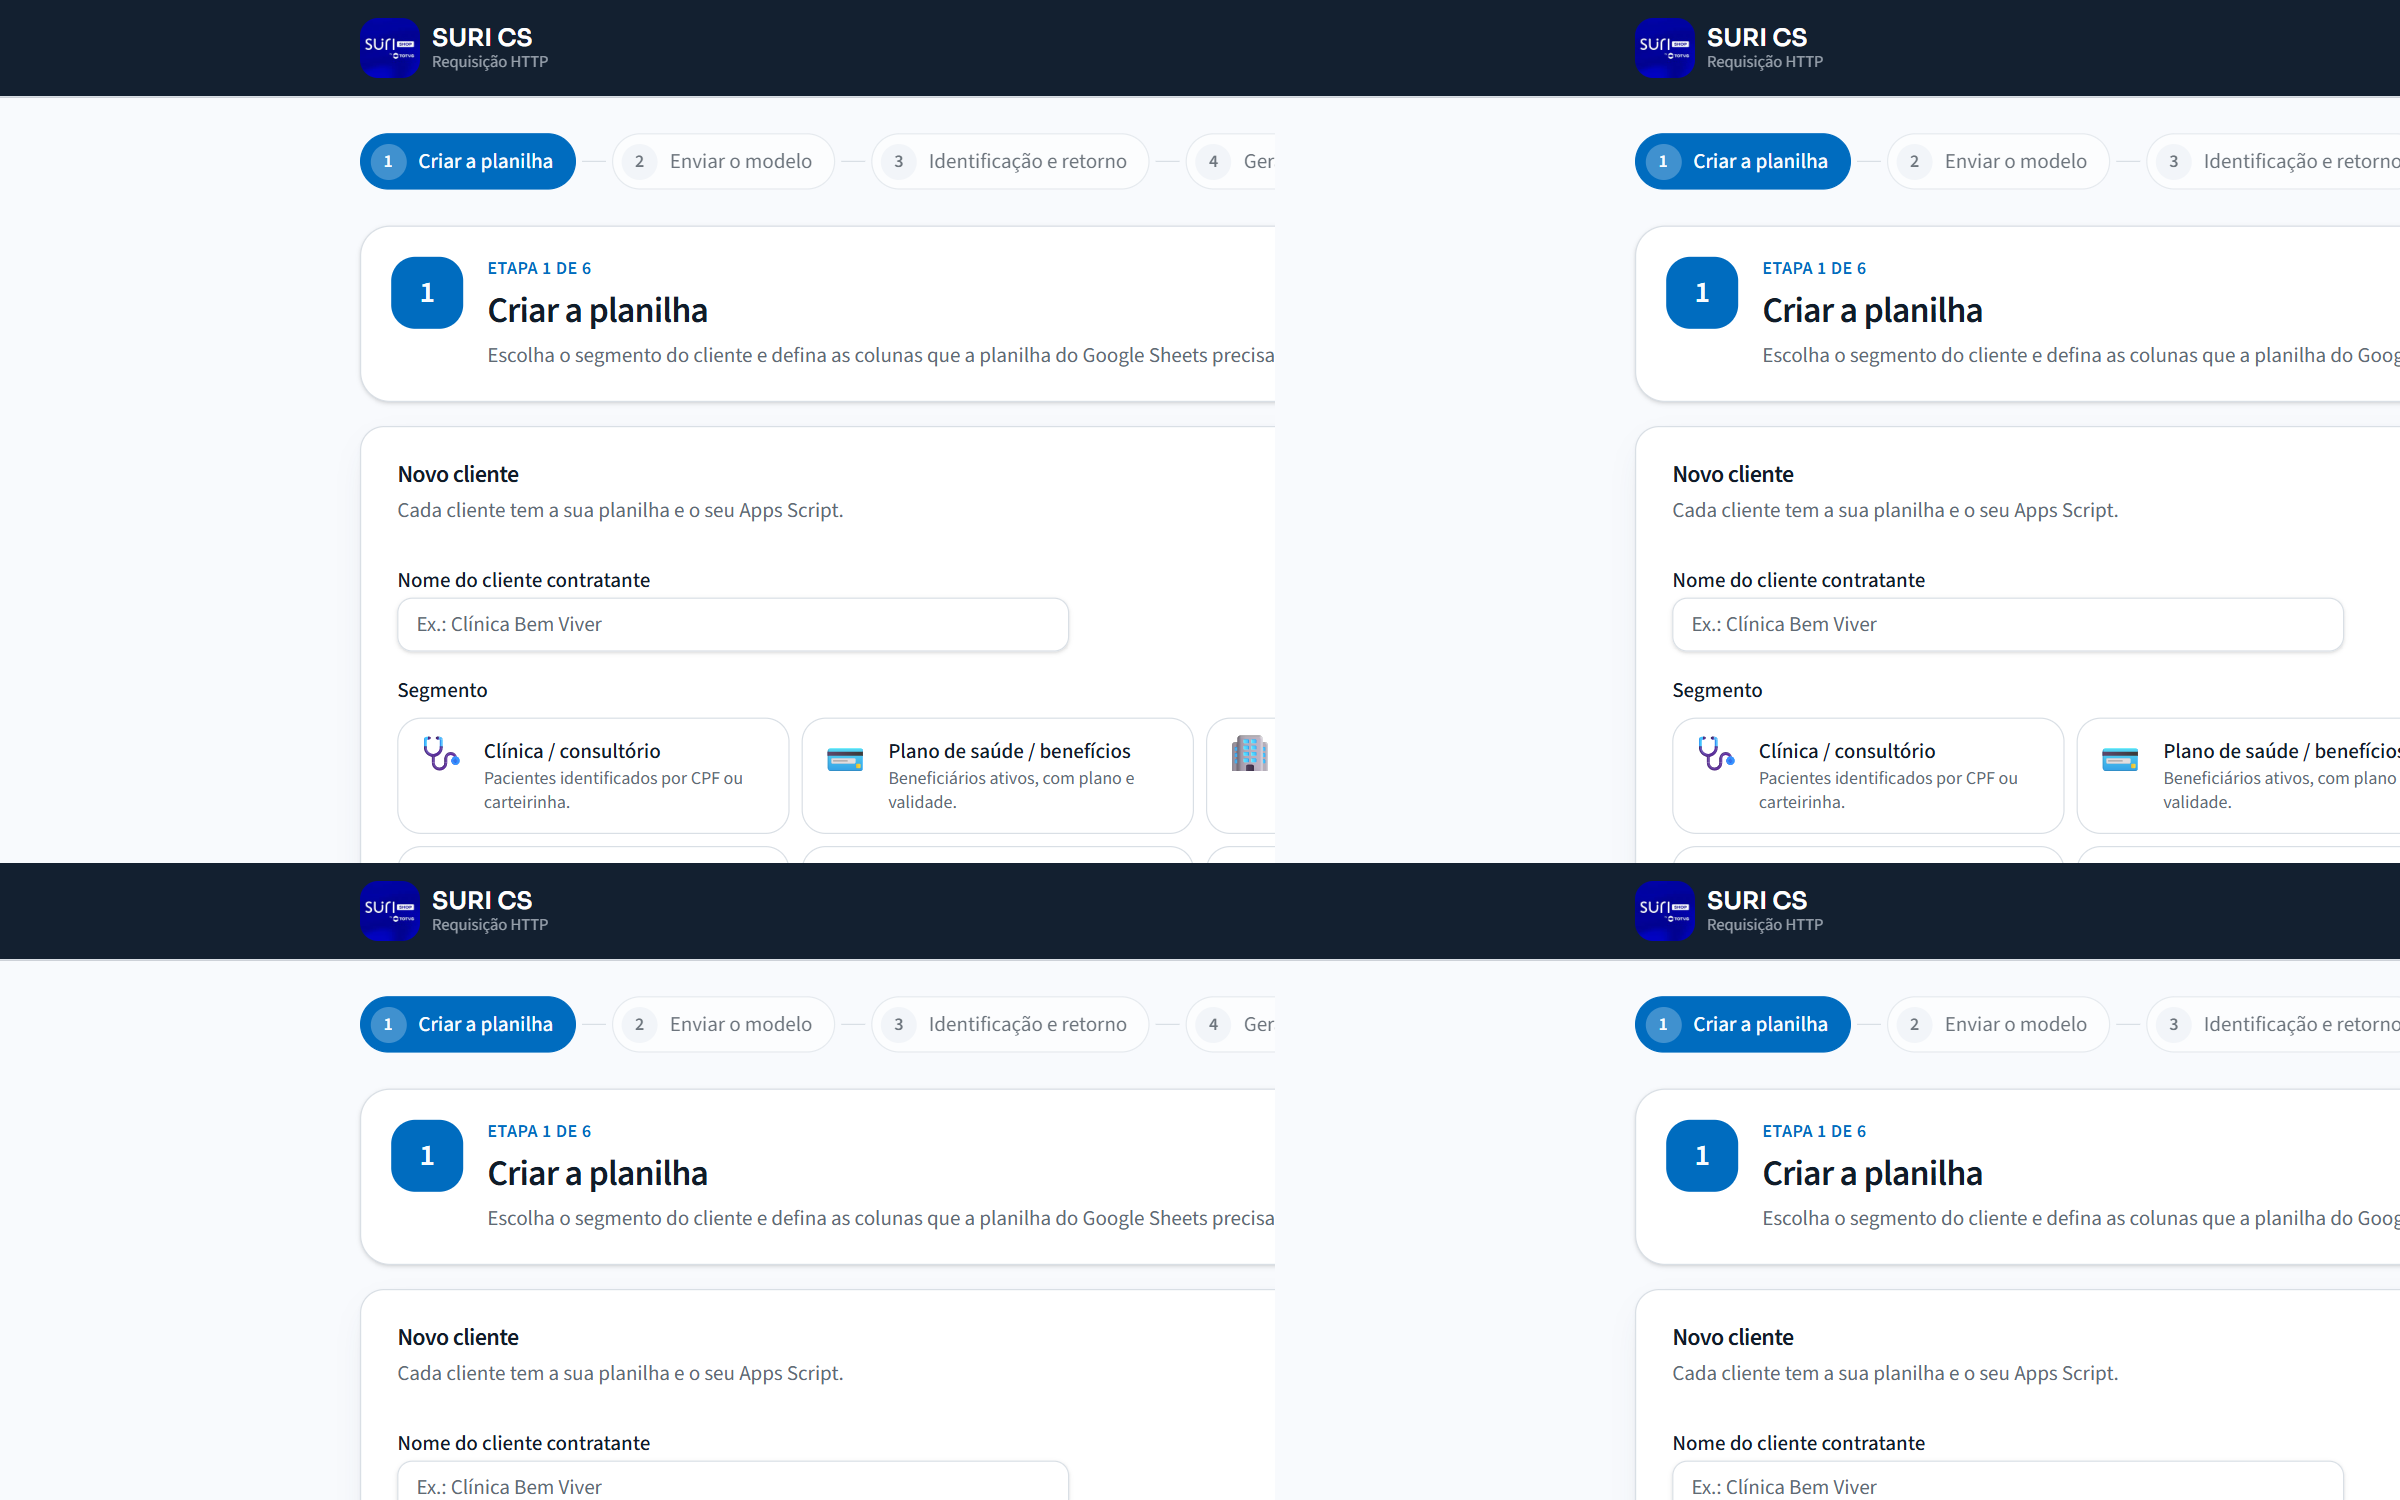 suri SHOP
SURI CS
Requisição HTTP
1 Criar a planilha
2 Enviar o modelo
3 Identificação e retorno
4 Ger
1
ETAPA 1 DE 6
Criar a planilha
Escolha o segmento do cliente e defina as colunas que a planilha do Google Sheets precisa
Novo cliente
Cada cliente tem a sua planilha e o seu Apps Script.
Nome do cliente contratante
Ex.: Clínica Bem Viver
Segmento
Clínica / consultório
Pacientes identificados por CPF ou
carteirinha.
Plano de saúde / benefícios
Beneficiários ativos, com plano e
validade.
suri SHOP
SURI CS
Requisição HTTP
1 Criar a planilha
2 Enviar o modelo
3 Identificação e retorno
1
ETAPA 1 DE 6
Criar a planilha
Escolha o segmento do cliente e defina as colunas que a planilha do Goog
Novo cliente
Cada cliente tem a sua planilha e o seu Apps Script.
Nome do cliente contratante
Ex.: Clínica Bem Viver
Segmento
Clínica / consultório
Pacientes identificados por CPF ou
carteirinha.
Plano de saúde / benefícios
Beneficiários ativos, com plano
validade.
suri SHOP
SURI CS
Requisição HTTP
1 Criar a planilha
2 Enviar o modelo
3 Identificação e retorno
4 Ger
1
ETAPA 1 DE 6
Criar a planilha
Escolha o segmento do cliente e defina as colunas que a planilha do Google Sheets precisa
Novo cliente
Cada cliente tem a sua planilha e o seu Apps Script.
Nome do cliente contratante
Ex.: Clínica Bem Viver
suri SHOP
SURI CS
Requisição HTTP
1 Criar a planilha
2 Enviar o modelo
3 Identificação e retorno
1
ETAPA 1 DE 6
Criar a planilha
Escolha o segmento do cliente e defina as colunas que a planilha do Goog
Novo cliente
Cada cliente tem a sua planilha e o seu Apps Script.
Nome do cliente contratante
Ex.: Clínica Bem Viver